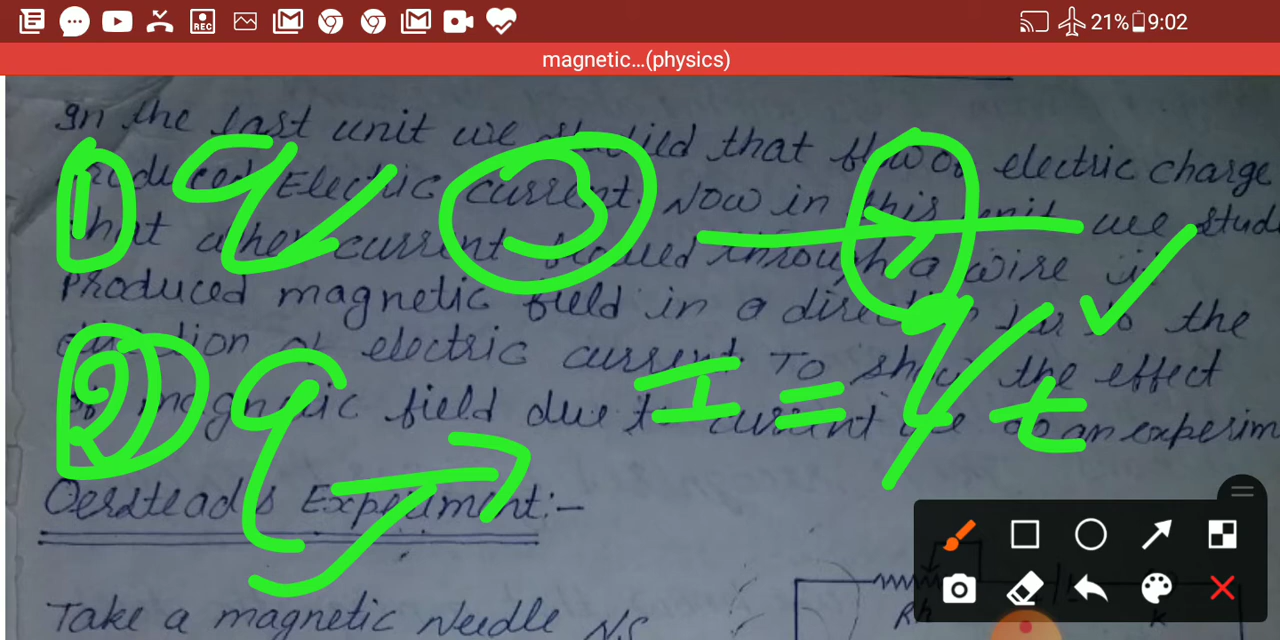 21% 9:02
REC
magnetic...(physics)
In the last unit we studied that flow of electric charge
Produced Electric current. Now in this unit we stud
that when current flowed through a wire it
Produced magnetic field in a to the
direction of electric current. To show the effect
of magnetic field due to current we do an experim
Oersteads Experiment:-
Take a magnetic Needle N.S
Rh
K
1 q 3
2 q I = q/t